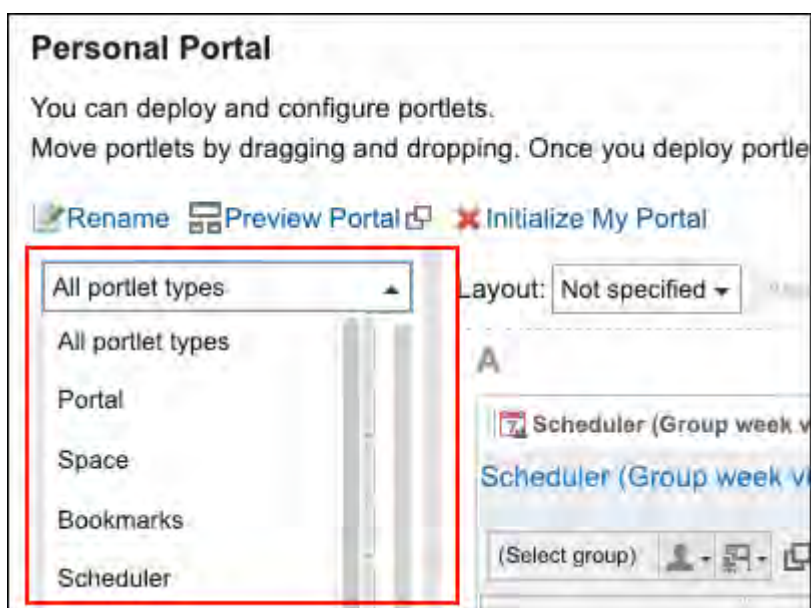 Personal Portal
You can deploy and configure portlets.
Move portlets by dragging and dropping. Once you deploy portle
Rename Preview Portal Initialize My Portal
All portlet types Layout: Not specified
All portlet types
A
Portal
Scheduler (Group week v
Space
Scheduler (Group week vi
Bookmarks
(Select group)
Scheduler